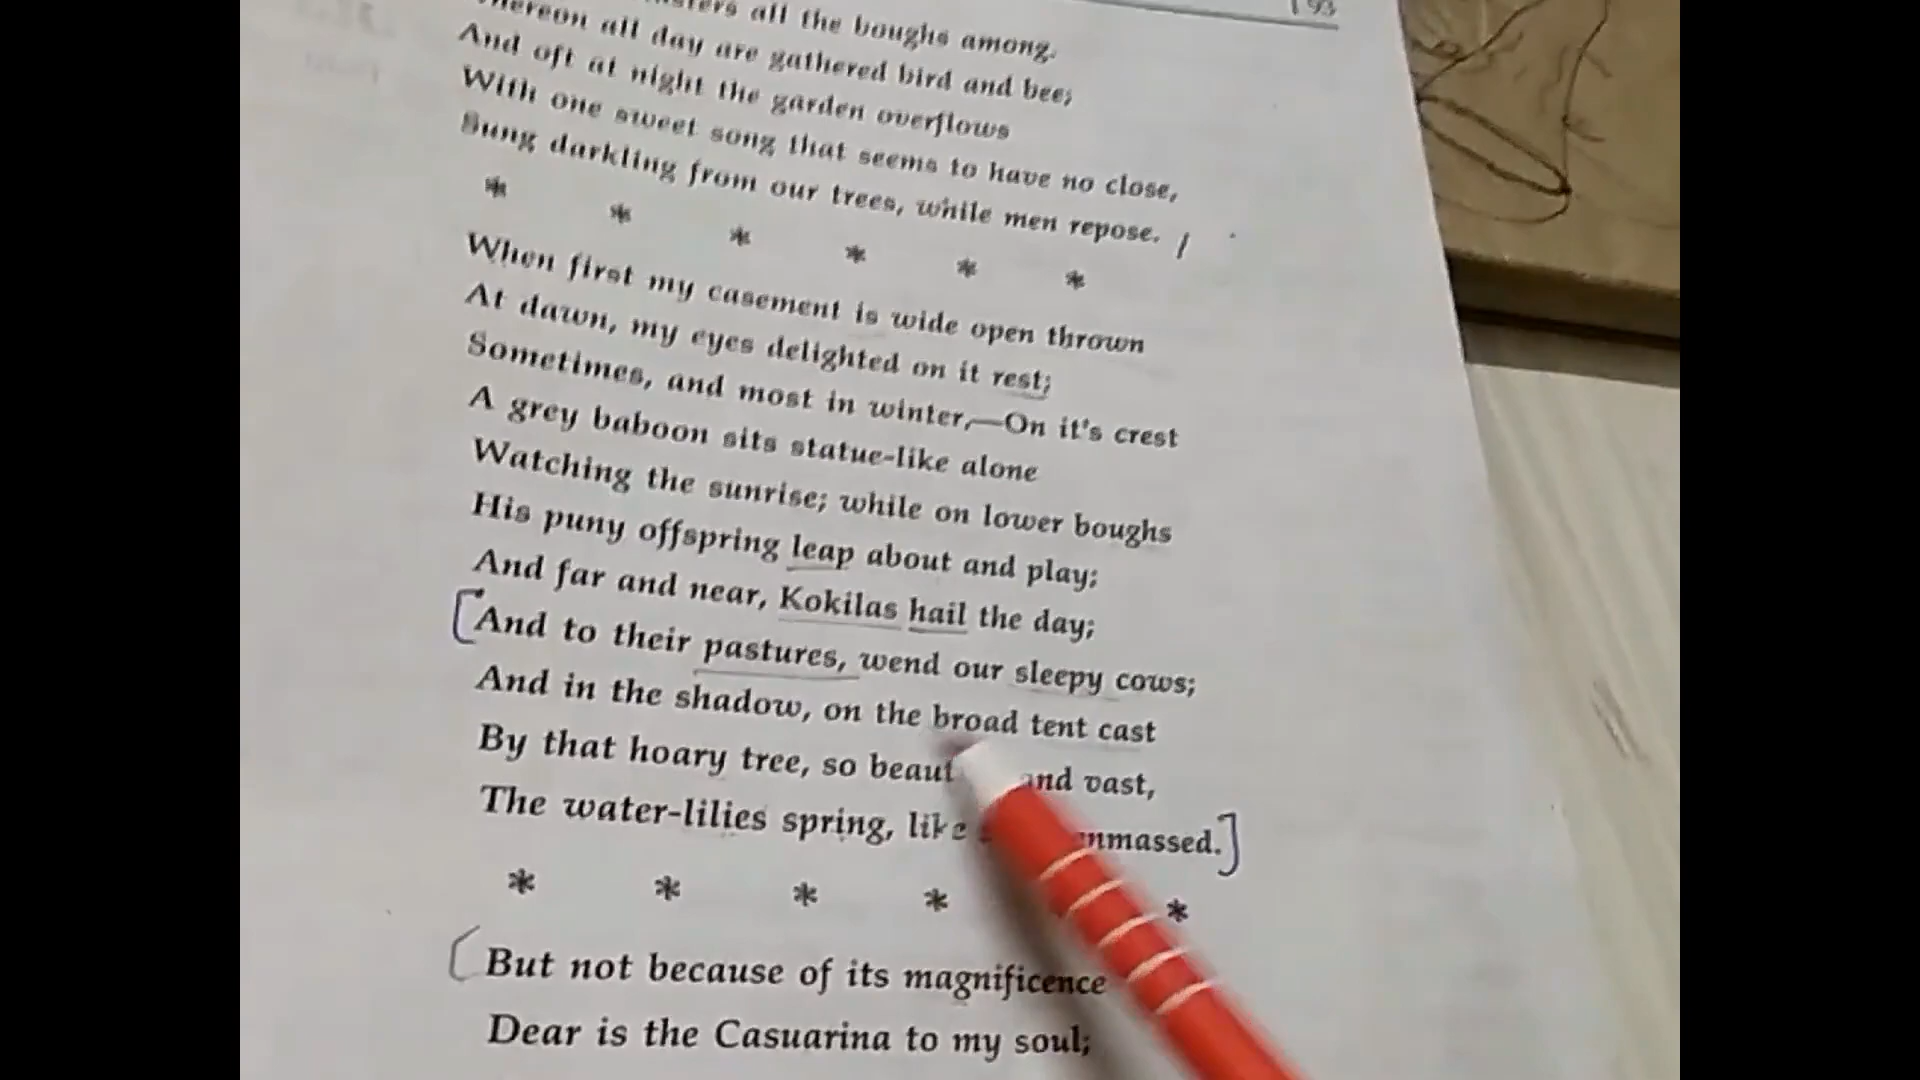 193
all the boughs among.
all day are gathered bird and bee;
And oft at night the garden overflows
With one sweet song that seems to have no close,
Sung darkling from our trees, while men repose. /
* * * * * *
When first my casement is wide open thrown
At dawn, my eyes delighted on it rest;
Sometimes, and most in winter,—On it's crest
A grey baboon sits statue-like alone
Watching the sunrise; while on lower boughs
His puny offspring leap about and play;
And far and near, Kokilas hail the day;
[And to their pastures, wend our sleepy cows;
And in the shadow, on the broad tent cast
By that hoary tree, so and vast,
The water-lilies spring, like enmassed.]
* * * * *
(But not because of its magnificence
Dear is the Casuarina to my soul;